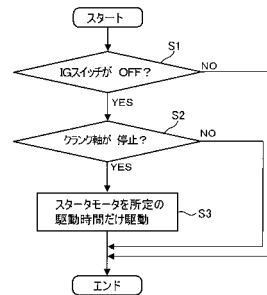 スタート
S1
IGスイッチが OFF?
NO
YES
S2
クランク軸が 停止?
NO
YES
スタータモータを所定の
駆動時間だけ駆動
S3
エンド